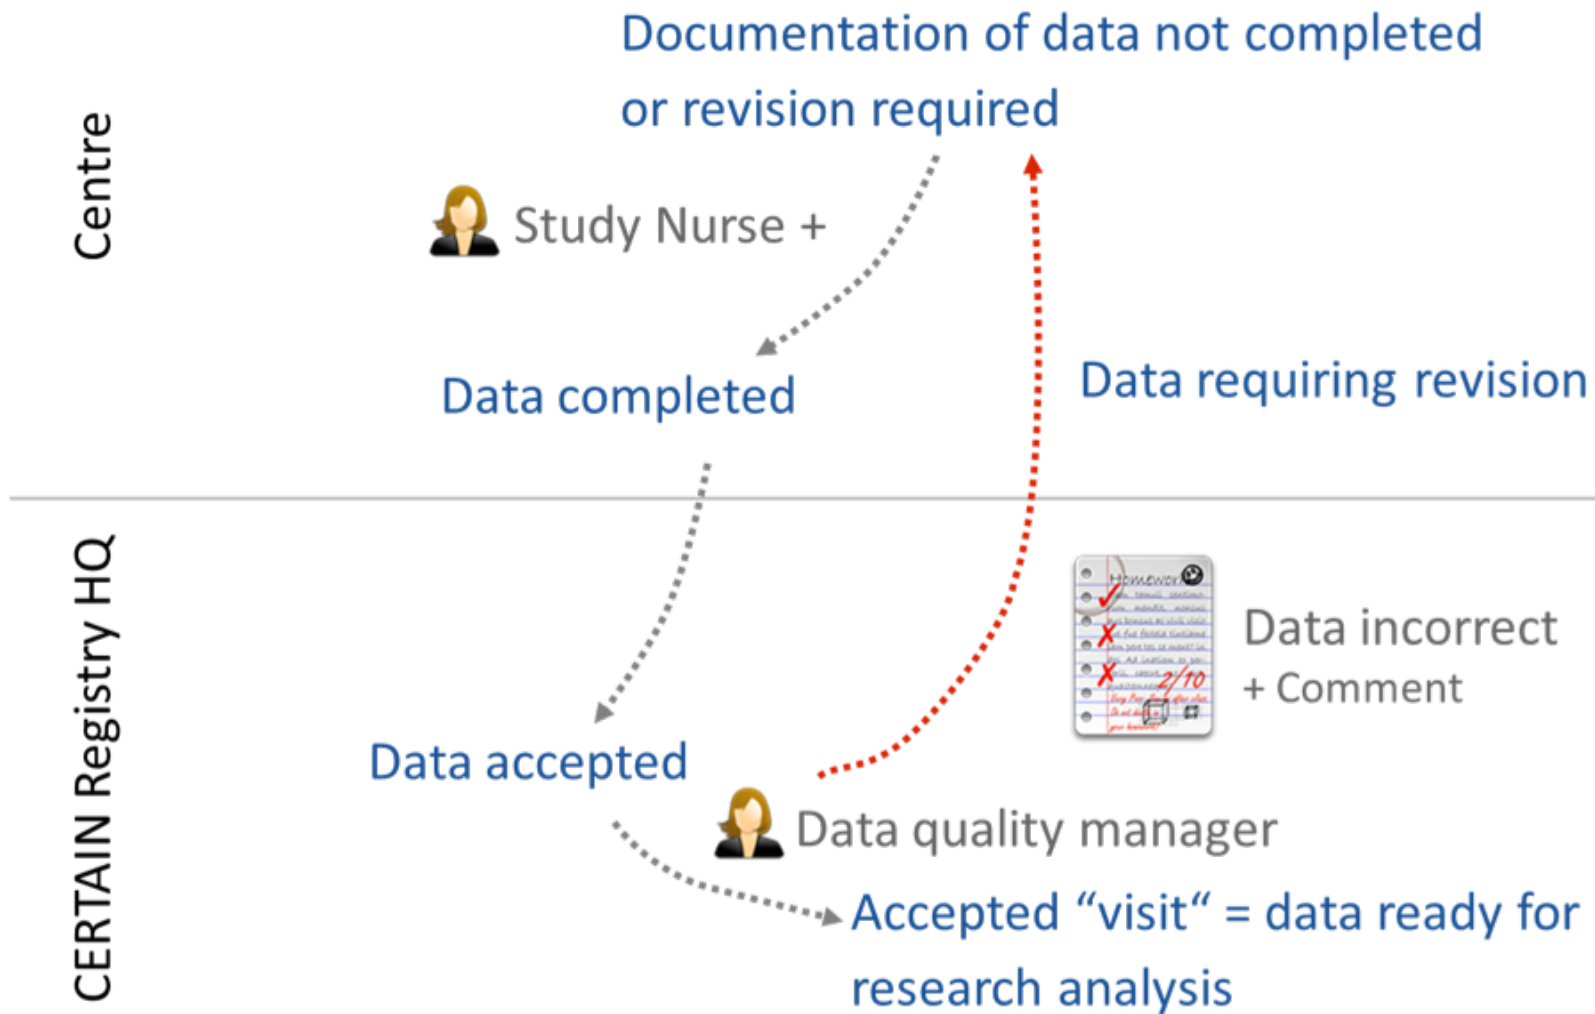 Documentation of data not completed
or revision required
Centre
Study Nurse +
Data completed
Data requiring revision
CERTAIN Registry HQ
Homework
2/10
Data incorrect
+ Comment
Data accepted
Data quality manager
Accepted “visit“ = data ready for
research analysis